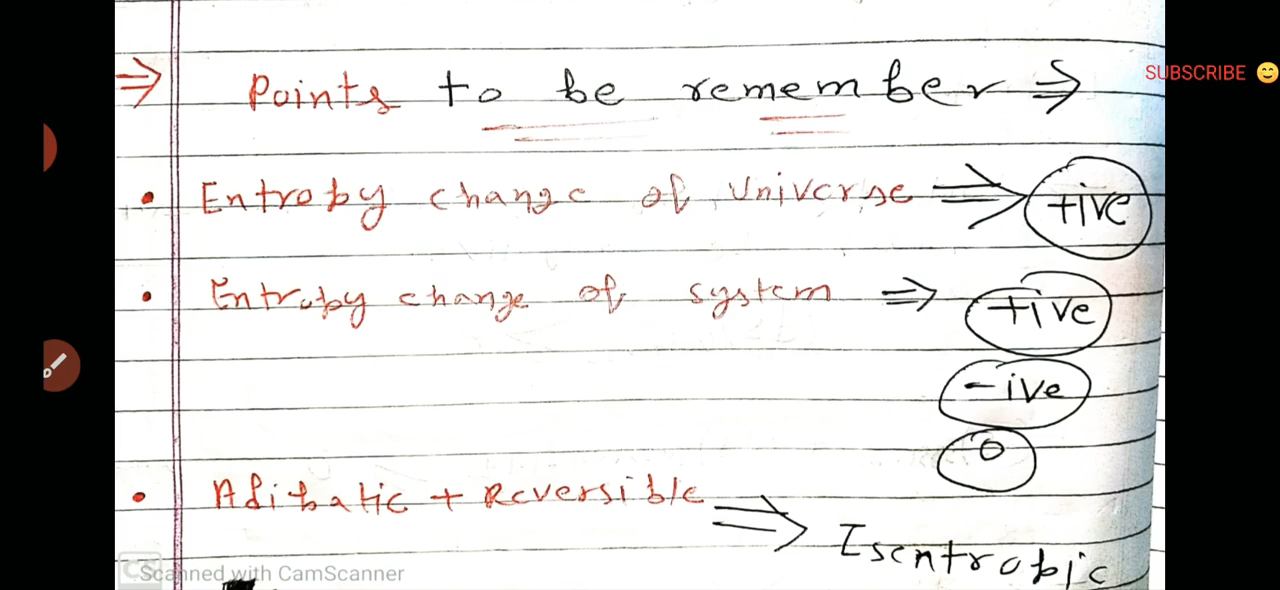 ⇒ Points to be remember ⇒
SUBSCRIBE 😊
• Entropy change of Universe ⇒ +ive
• Entropy change of system ⇒ +ive
-ive
0
• Adibatic + Reversible ⇒ Isentropic
CS Scanned with CamScanner